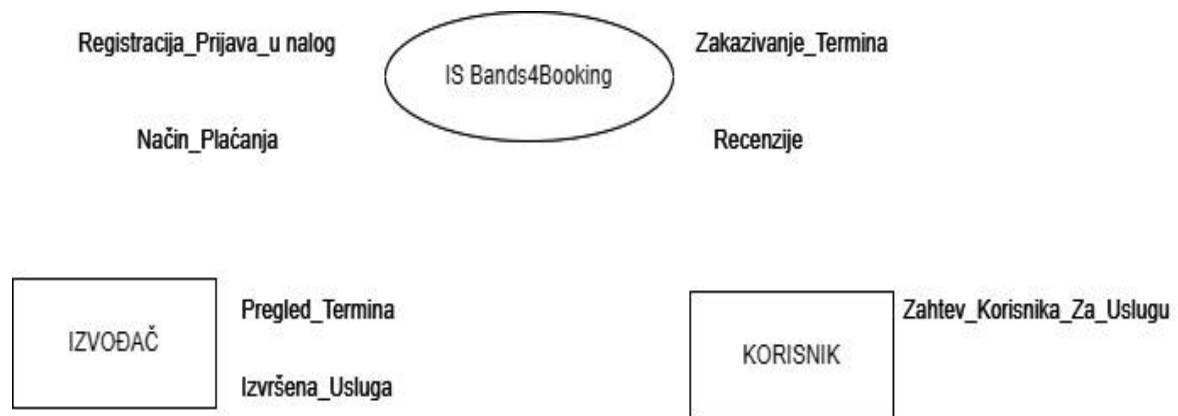 Registracija_Prijava_u nalog
IS Bands4Booking
Zakazivanje_Termina
Način_Plaćanja
Recenzije
IZVOĐAČ
Pregled_Termina
Izvršena_Usluga
KORISNIK
Zahtev_Korisnika_Za_Uslugu